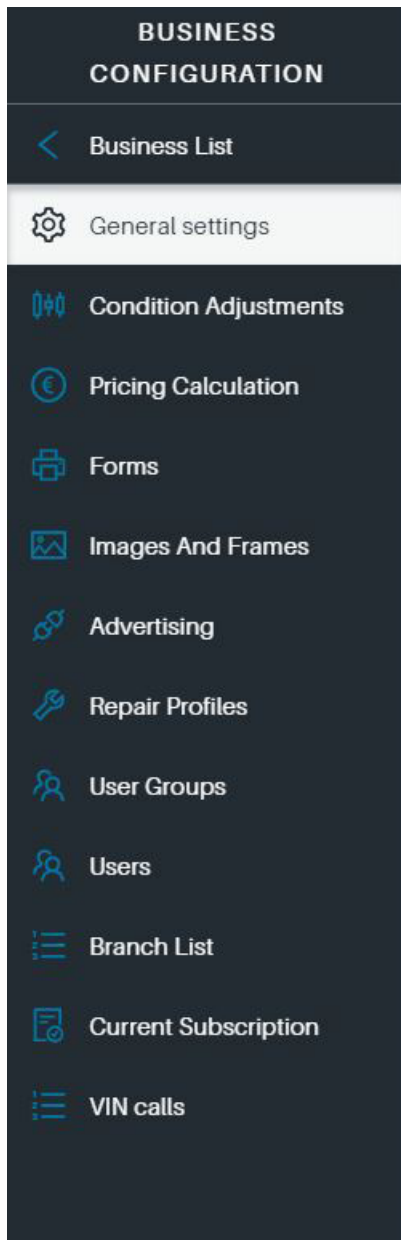 BUSINESS
CONFIGURATION
Business List
General settings
Condition Adjustments
Pricing Calculation
Forms
Images And Frames
Advertising
Repair Profiles
User Groups
Users
Branch List
Current Subscription
VIN calls